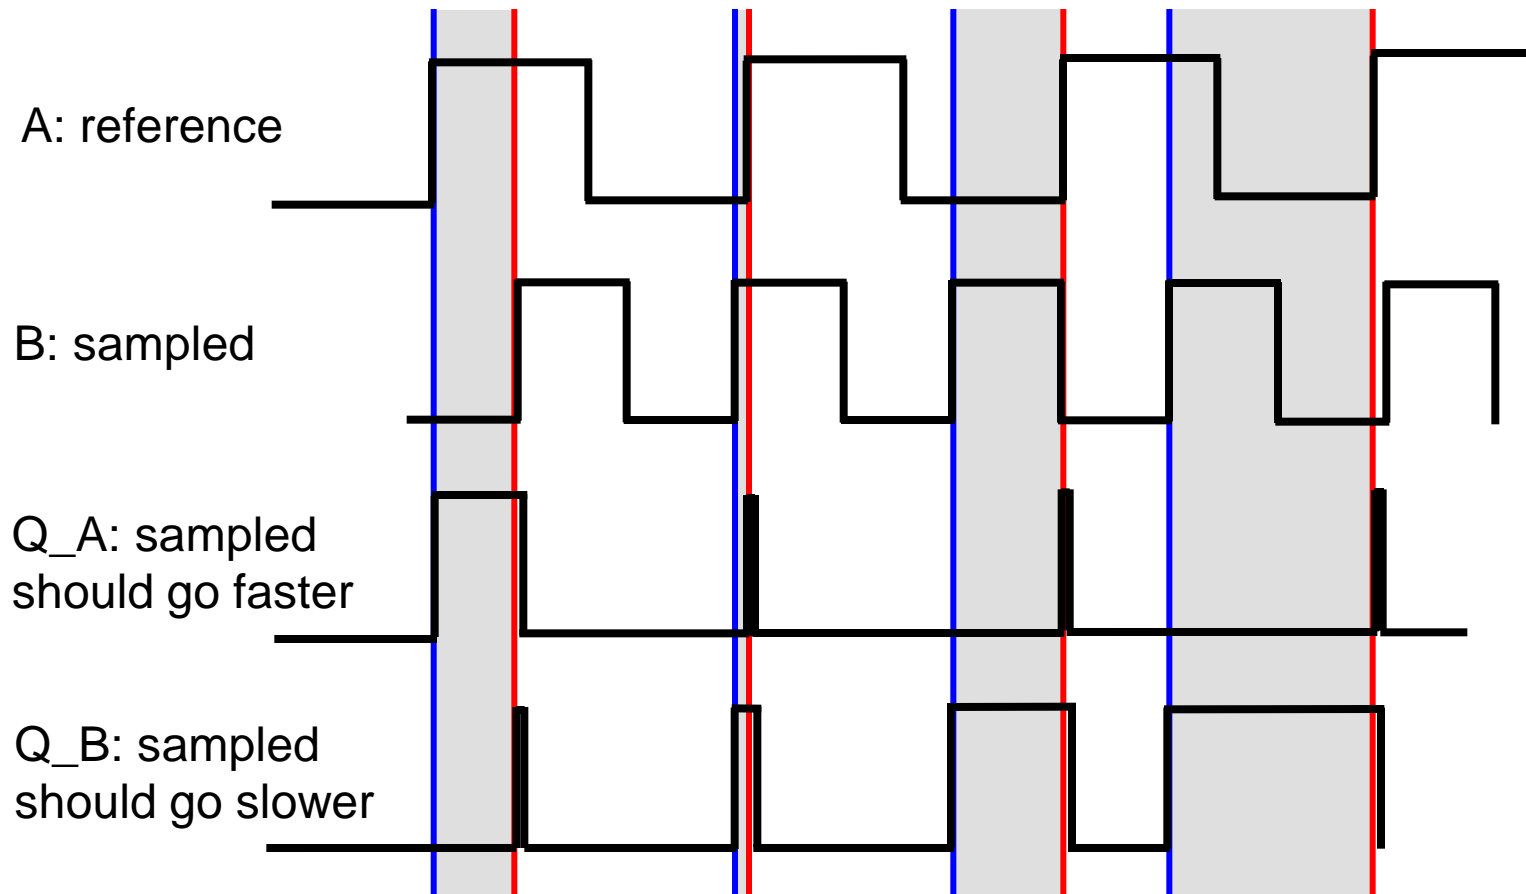 A: reference
B: sampled
Q_A: sampled
should go faster
Q_B: sampled
should go slower